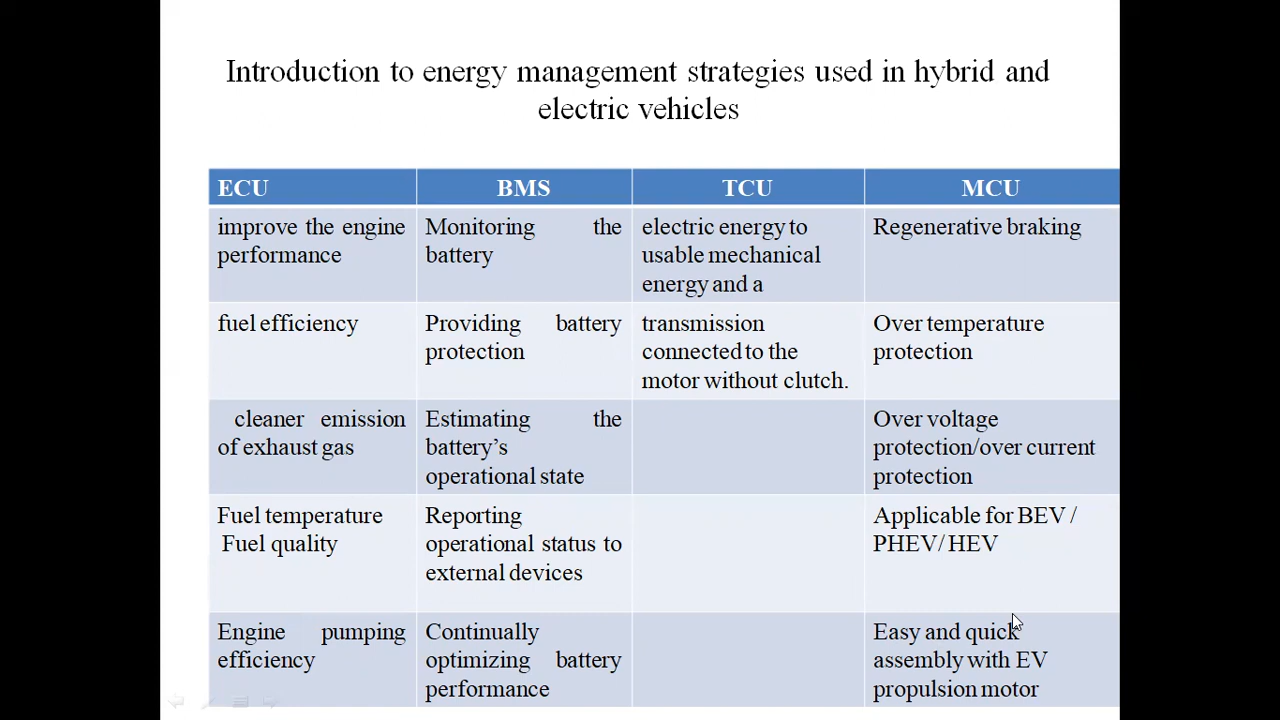 Introduction to energy management strategies used in hybrid and
electric vehicles
ECU BMS TCU MCU
improve the engine
performance
Monitoring the
battery
electric energy to
usable mechanical
energy and a
Regenerative braking
fuel efficiency
Providing battery
protection
transmission
connected to the
motor without clutch.
Over temperature
protection
cleaner emission
of exhaust gas
Estimating the
battery’s
operational state
Over voltage
protection/over current
protection
Fuel temperature
Fuel quality
Reporting
operational status to
external devices
Applicable for BEV /
PHEV/ HEV
Engine pumping
efficiency
Continually
optimizing battery
performance
Easy and quick
assembly with EV
propulsion motor